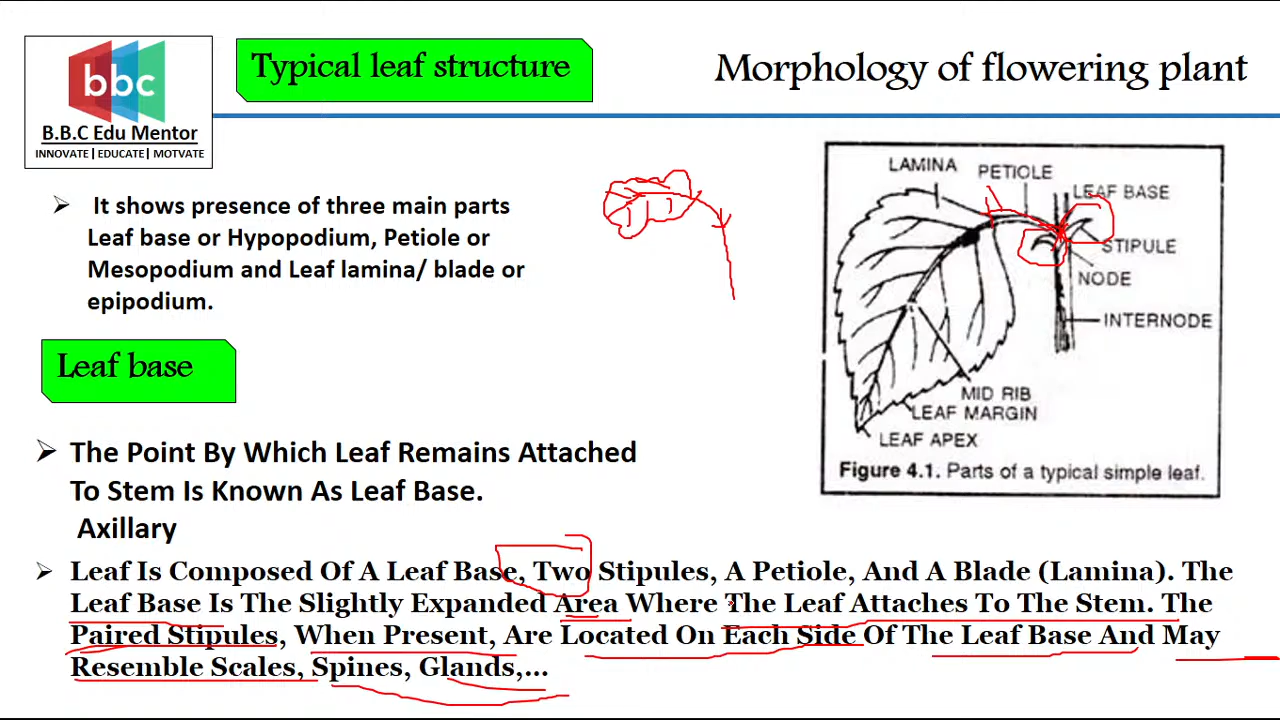 bbc
B.B.C Edu Mentor
INNOVATE | EDUCATE | MOTVATE
Typical leaf structure
Morphology of flowering plant
➢ It shows presence of three main parts
Leaf base or Hypopodium, Petiole or
Mesopodium and Leaf lamina/ blade or
epipodium.
LAMINA
PETIOLE
LEAF BASE
STIPULE
NODE
INTERNODE
MID RIB
LEAF MARGIN
LEAF APEX
Figure 4.1. Parts of a typical simple leaf.
Leaf base
➢ The Point By Which Leaf Remains Attached
To Stem Is Known As Leaf Base.
Axillary
➢ Leaf Is Composed Of A Leaf Base, Two Stipules, A Petiole, And A Blade (Lamina). The
Leaf Base Is The Slightly Expanded Area Where The Leaf Attaches To The Stem. The
Paired Stipules, When Present, Are Located On Each Side Of The Leaf Base And May
Resemble Scales, Spines, Glands,...